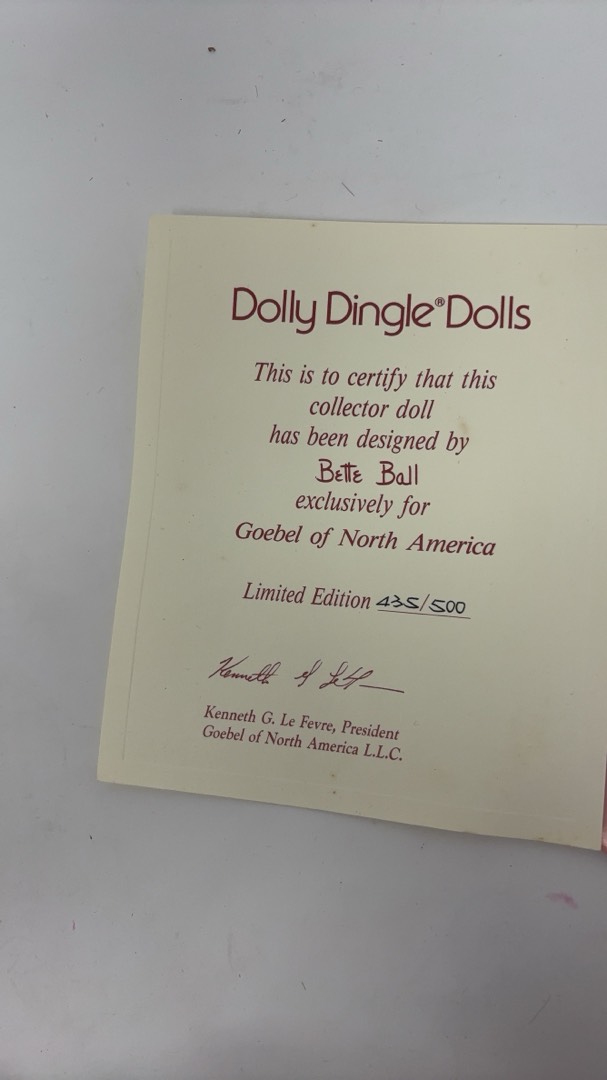 Dolly Dingle® Dolls
This is to certify that this
collector doll
has been designed by
Bette Ball
exclusively for
Goebel of North America
Limited Edition 435/500
Kenneth G. Le Fevre, President
Goebel of North America L.L.C.